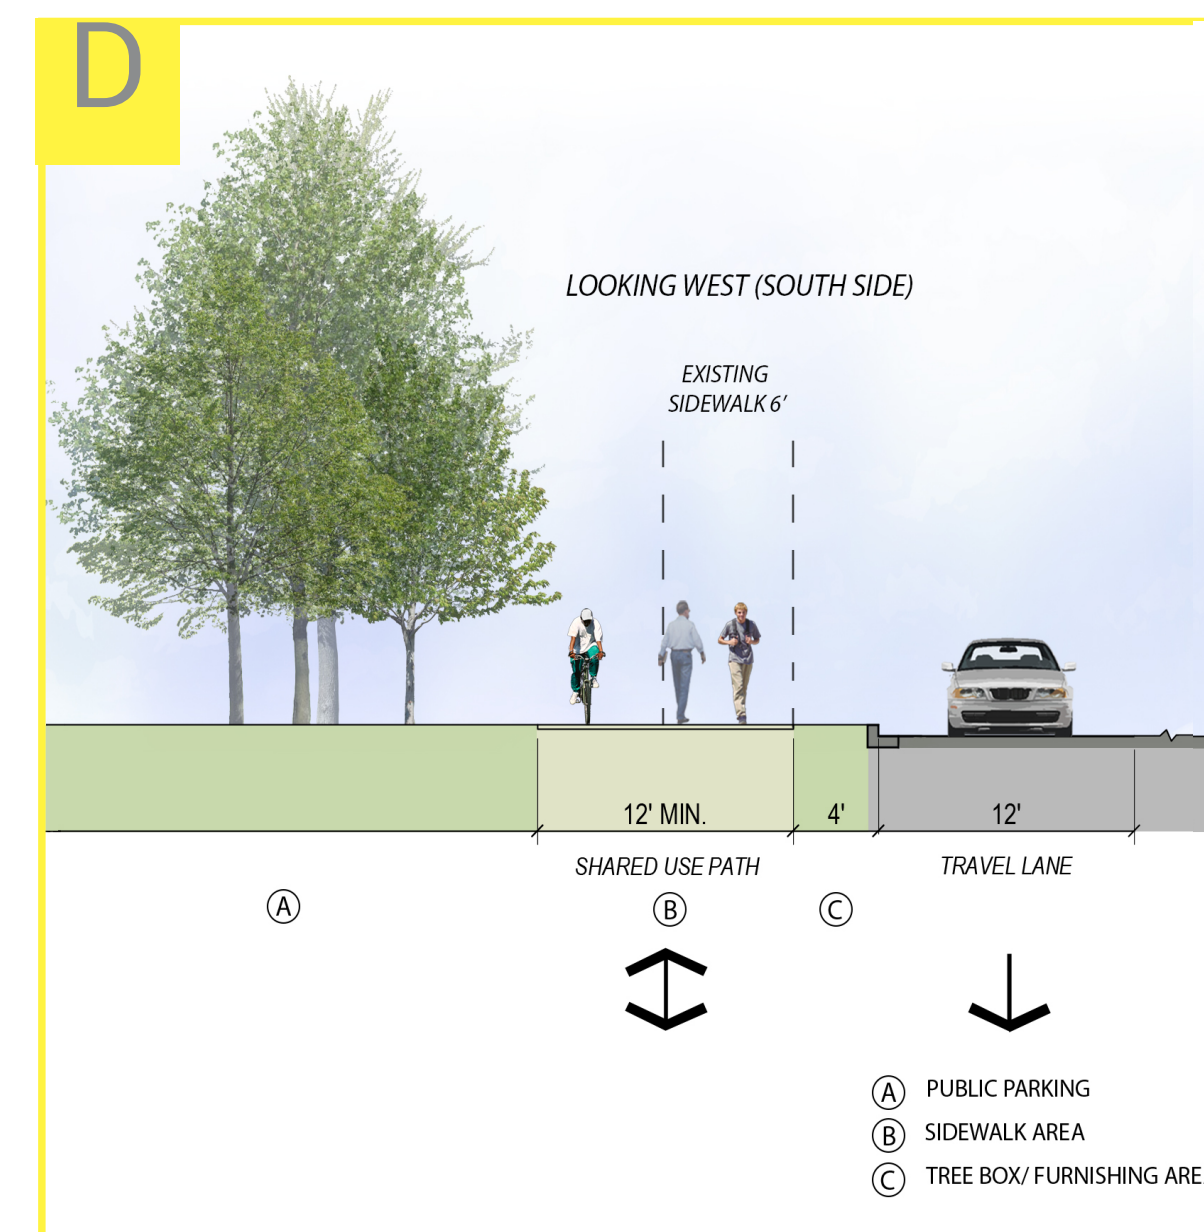 D
LOOKING WEST (SOUTH SIDE)
EXISTING
SIDEWALK 6'
12' MIN.
4'
12'
SHARED USE PATH
TRAVEL LANE
A
B
C
A PUBLIC PARKING
B SIDEWALK AREA
C TREE BOX/ FURNISHING ARE